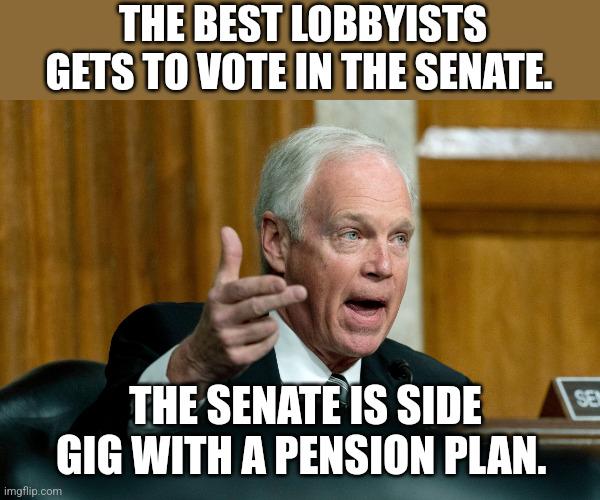 THE BEST LOBBYISTS
GETS TO VOTE IN THE SENATE.
SE
THE SENATE IS SIDE
GIG WITH A PENSION PLAN.
imgflip.com